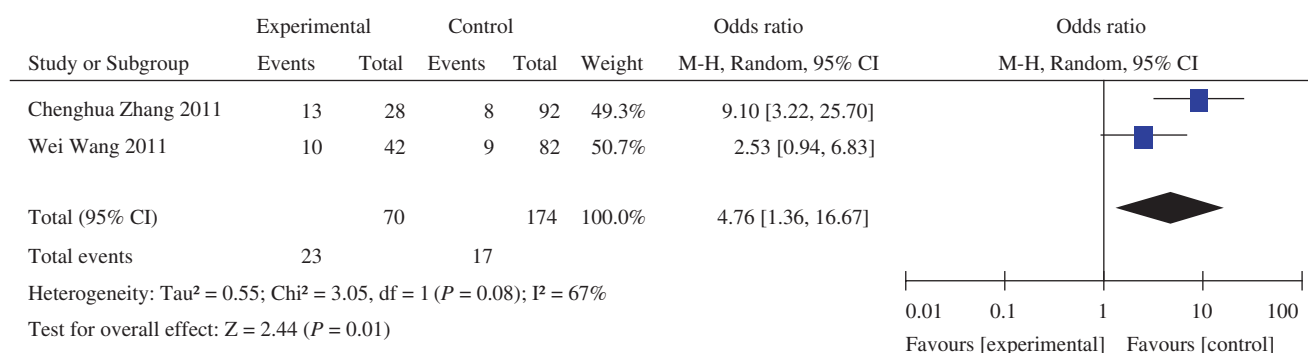 Experimental Control Odds ratio Odds ratio
Study or Subgroup Events Total Events Total Weight M-H, Random, 95% CI M-H, Random, 95% CI
Chenghua Zhang 2011 13 28 8 92 49.3% 9.10 [3.22, 25.70]
Wei Wang 2011 10 42 9 82 50.7% 2.53 [0.94, 6.83]
Total (95% CI) 70 174 100.0% 4.76 [1.36, 16.67]
Total events 23 17
Heterogeneity: Tau² = 0.55; Chi² = 3.05, df = 1 (P = 0.08); I² = 67%
Test for overall effect: Z = 2.44 (P = 0.01)
0.01 0.1 1 10 100
Favours [experimental] Favours [control]